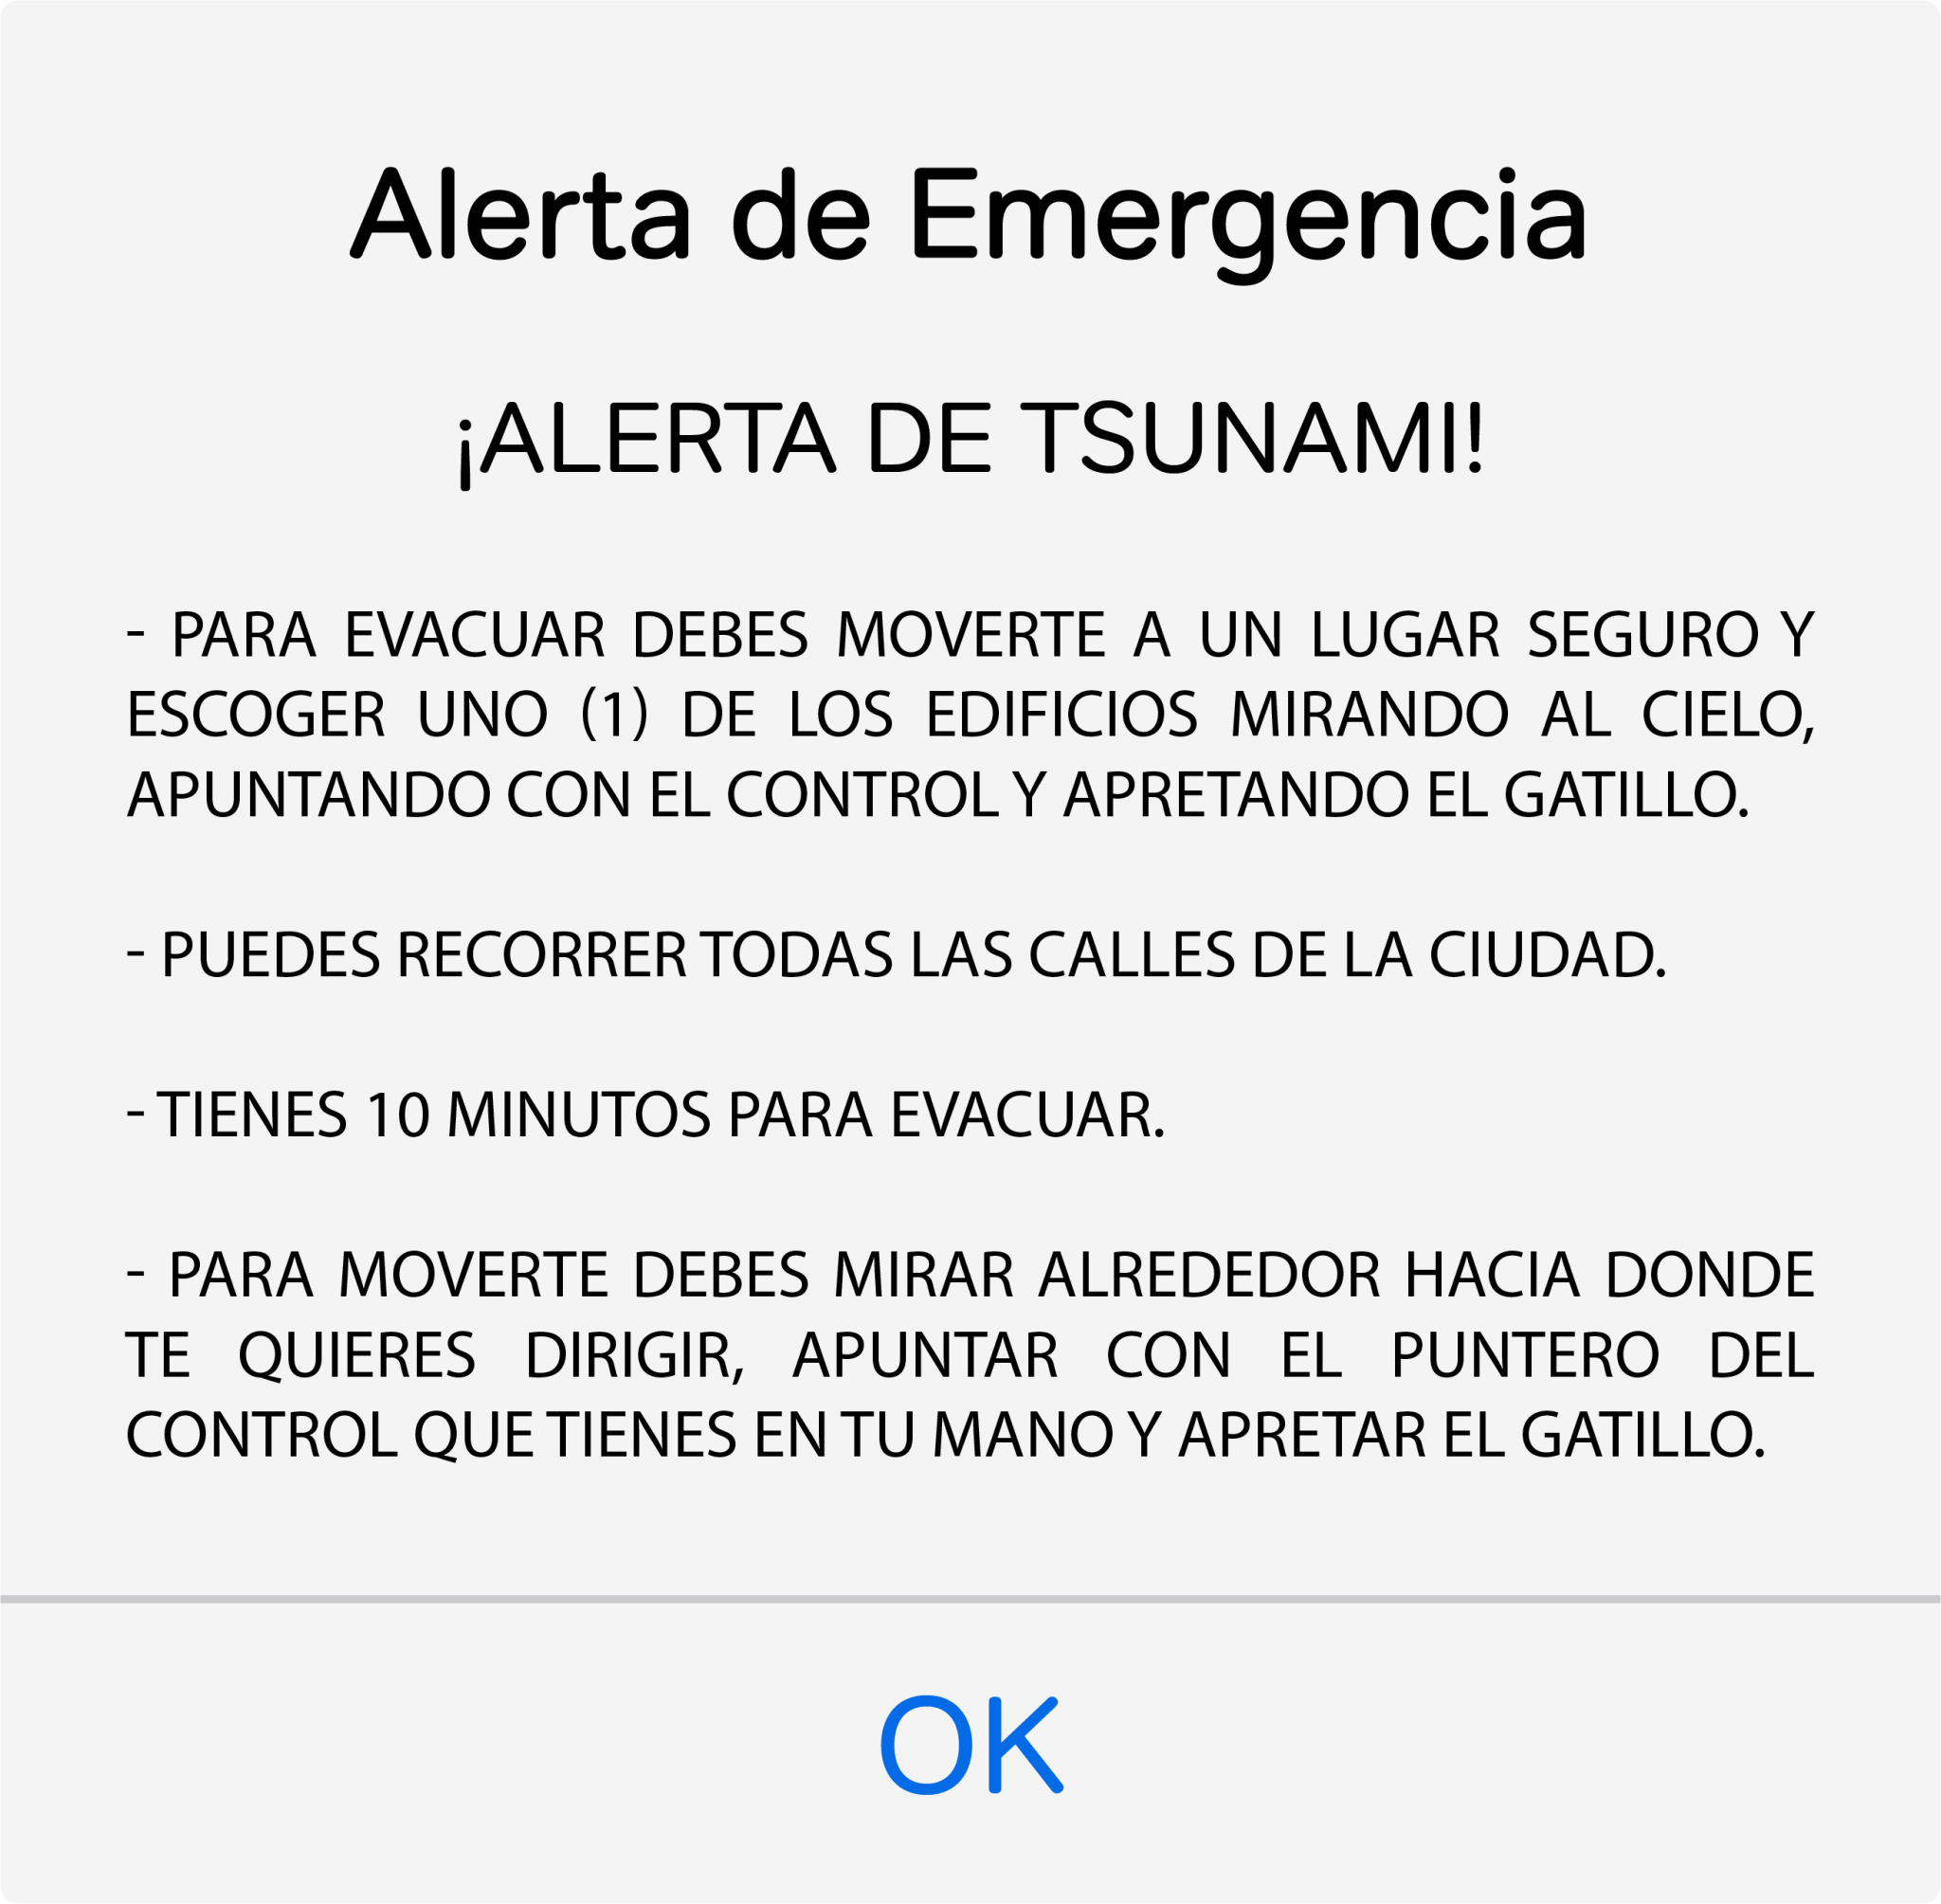 Alerta de Emergencia
¡ALERTA DE TSUNAMI!
- PARA EVACUAR DEBES MOVERTE A UN LUGAR SEGURO Y
ESCOGER UNO (1) DE LOS EDIFICIOS MIRANDO AL CIELO,
APUNTANDO CON EL CONTROL Y APRETANDO EL GATILLO.
- PUEDES RECORRER TODAS LAS CALLES DE LA CIUDAD.
- TIENES 10 MINUTOS PARA EVACUAR.
- PARA MOVERTE DEBES MIRAR ALREDEDOR HACIA DONDE
TE QUIERES DIRIGIR, APUNTAR CON EL PUNTERO DEL
CONTROL QUE TIENES EN TU MANO Y APRETAR EL GATILLO.
OK